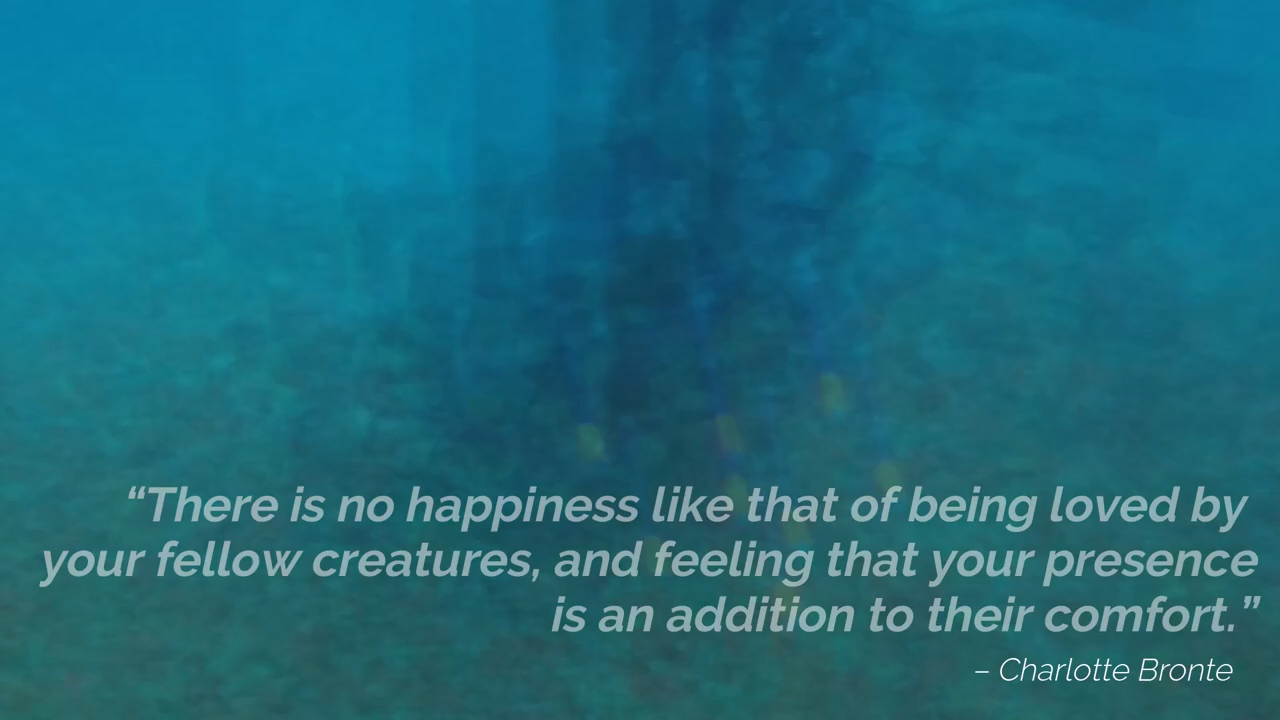 “There is no happiness like that of being loved by
your fellow creatures, and feeling that your presence
is an addition to their comfort.”
– Charlotte Bronte